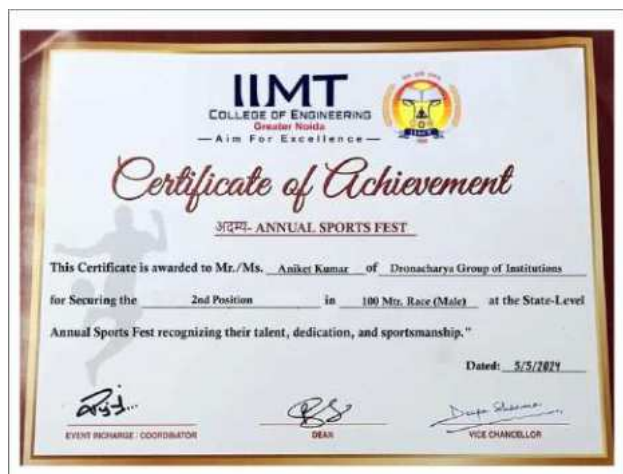 IIMT
COLLEGE OF ENGINEERING
Greater Noida
— Aim For Excellence —
Certificate of Achievement
अदम्य- ANNUAL SPORTS FEST
This Certificate is awarded to Mr./Ms. Aniket Kumar of Dronacharya Group of Institutions
for Securing the 2nd Position in 100 Mtr. Race (Male) at the State-Level
Annual Sports Fest recognizing their talent, dedication, and sportsmanship."
Dated: 5/5/2024
EVENT INCHARGE / COORDINATOR DEAN VICE CHANCELLOR